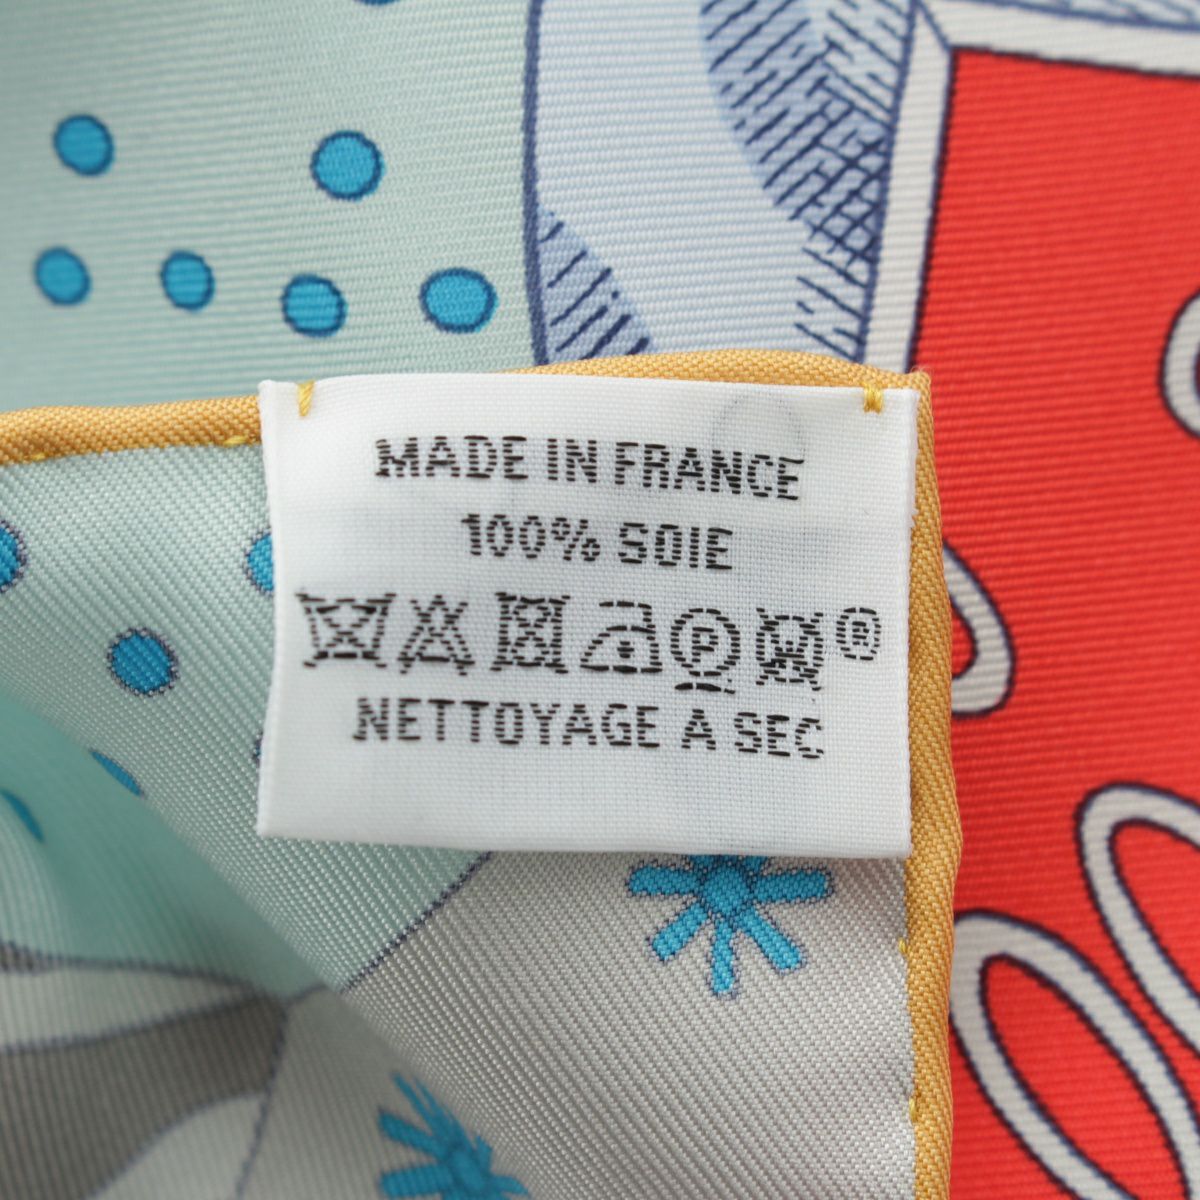 MADE IN FRANCE
100% SOIE
P ®
NETTOYAGE A SEC